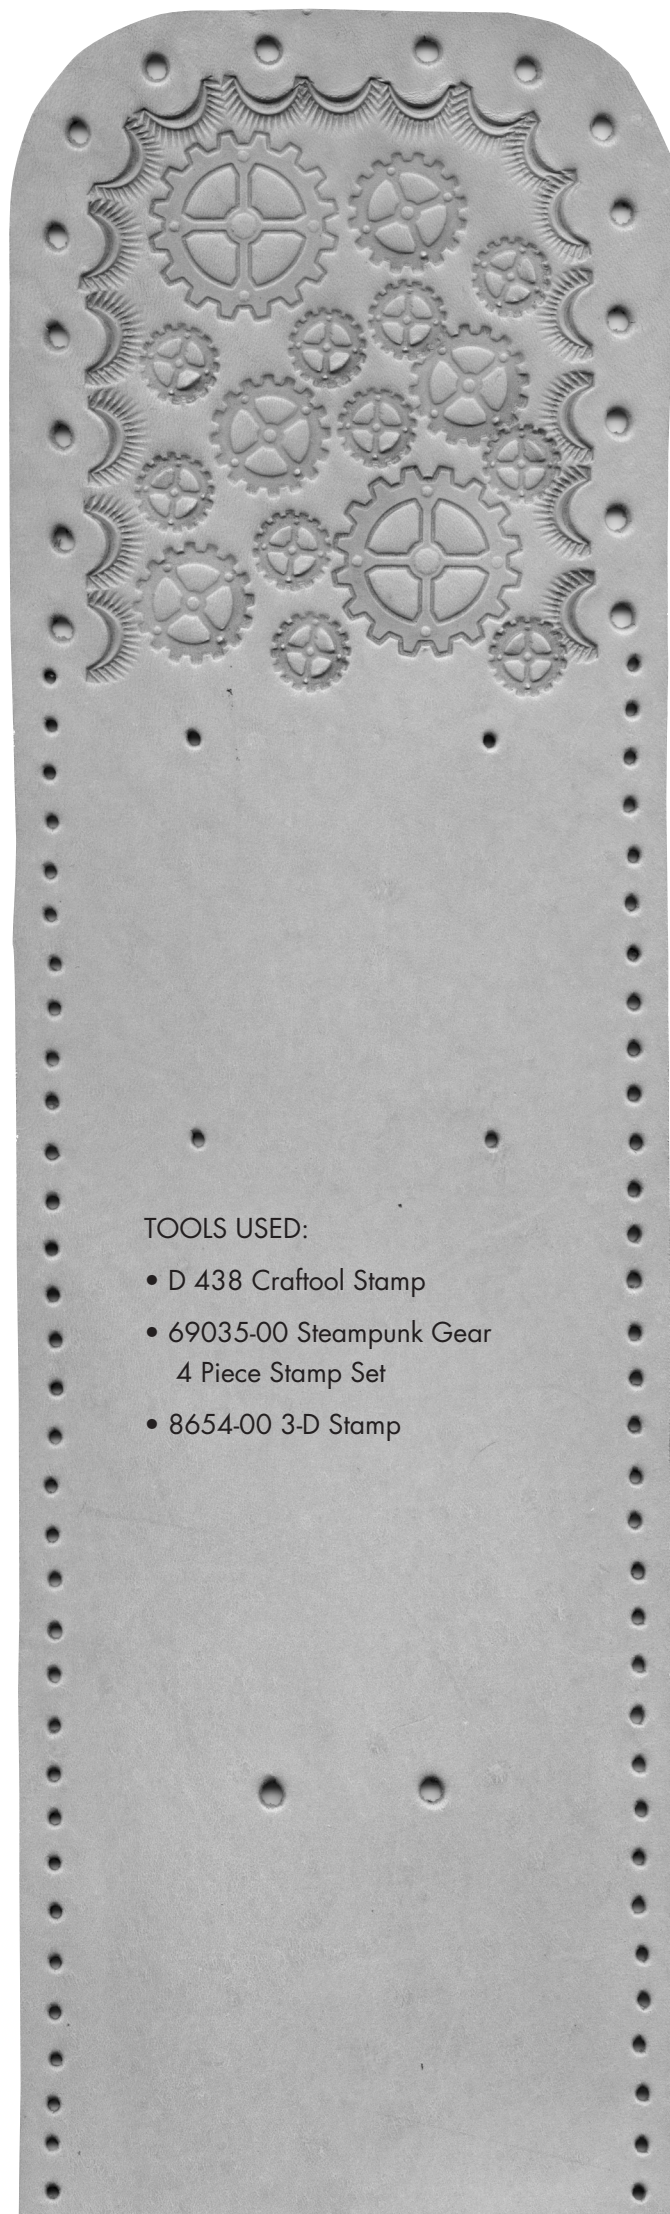 TOOLS USED:
• D 438 Craftool Stamp
• 69035-00 Steampunk Gear
4 Piece Stamp Set
• 8654-00 3-D Stamp